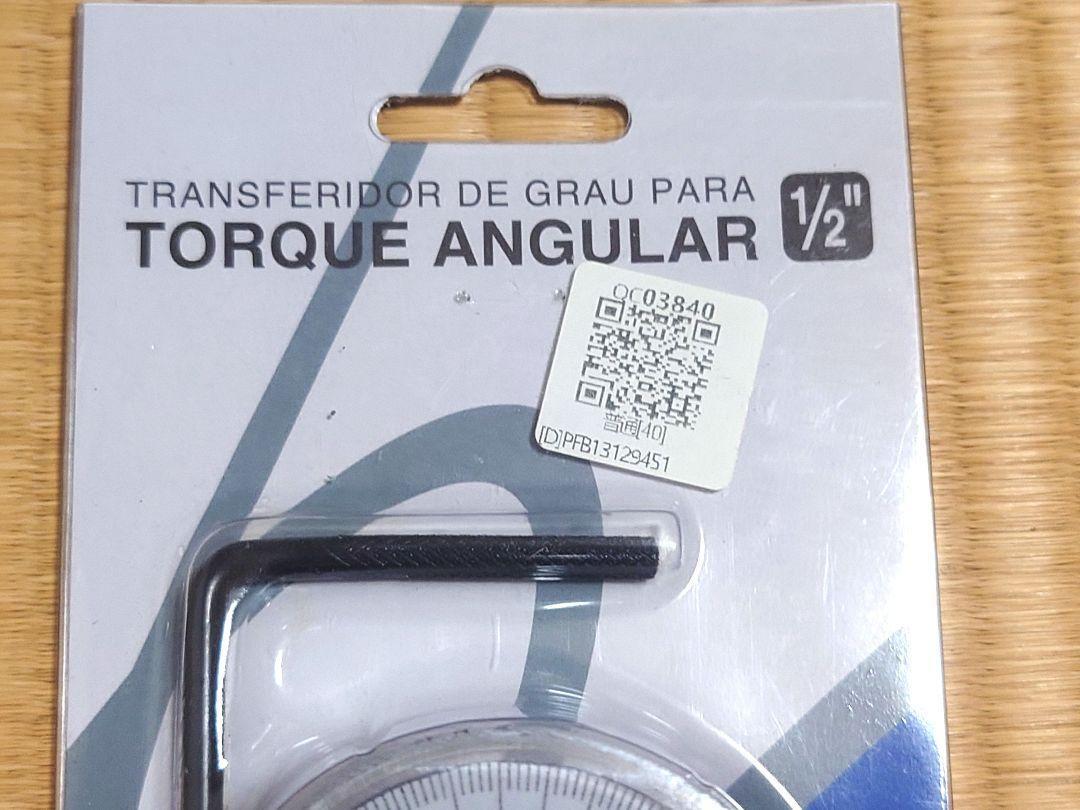 TRANSFERIDOR DE GRAU PARA
TORQUE ANGULAR 1/2"
QC03840
普通[40]
[D]PFB13129451